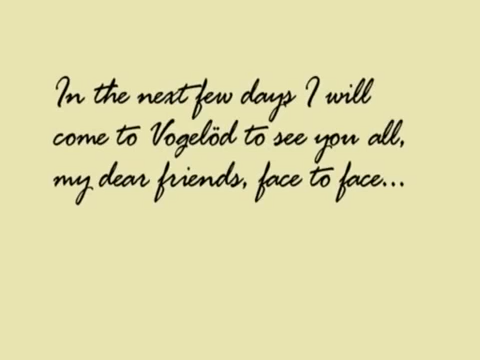 In the next few days I will
come to Vogelöd to see you all,
my dear friends, face to face...